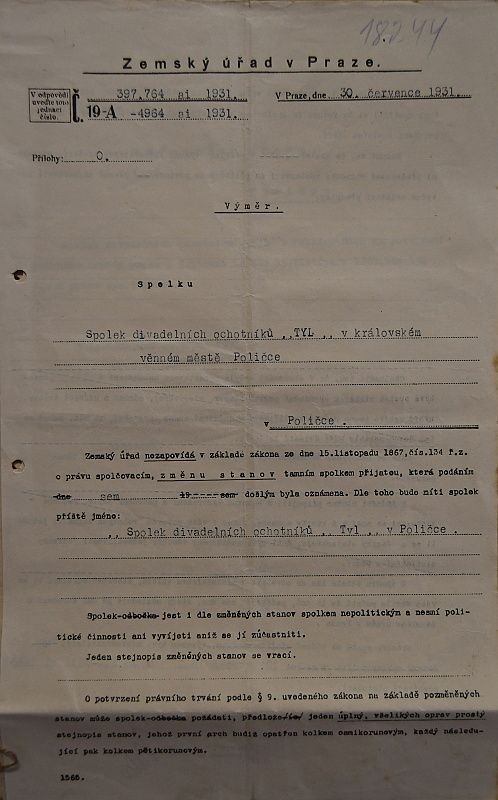 18244
Zemský úřad v Praze.
V odpovědi uveďte toto jednací číslo.
Č. 397.764 ai 1931.
19-A -4964 ai 1931.
V Praze, dne 30. července 1931.
Přílohy: 0.
Výměr.
Spolku
Spolek divadelních ochotníků ,,TYL ,, v královském
věnném městě Poličce
v Poličce .
Zemský úřad nezapovídá v základě zákona ze dne 15.listopadu 1867,čís.134 ř.z.
o právu spolčovacím, změnu stanov tamním spolkem přijatou, která podáním
dne sem 19 sem došlým byla oznámena. Dle toho bude míti spolek
příště jméno:
,, Spolek divadelních ochotníků ,, Tyl ,, v Poličce .
Spolek-odbočka- jest i dle změněných stanov spolkem nepolitickým a nesmí poli-
tické činnosti ani vyvíjeti aniž se jí zúčastniti.
Jeden stejnopis změněných stanov se vrací.
O potvrzení právního trvání podle § 9. uvedeného zákona na základě pozměněných
stanov může spolek-odbočka požádati, předlože/íc/ jeden úplný, všelikých oprav prostý
stejnopis stanov, jehož první arch budiž opatřen kolkem osmikorunovým, každý následu-
jící pak kolkem pětikorunovým.
1565.